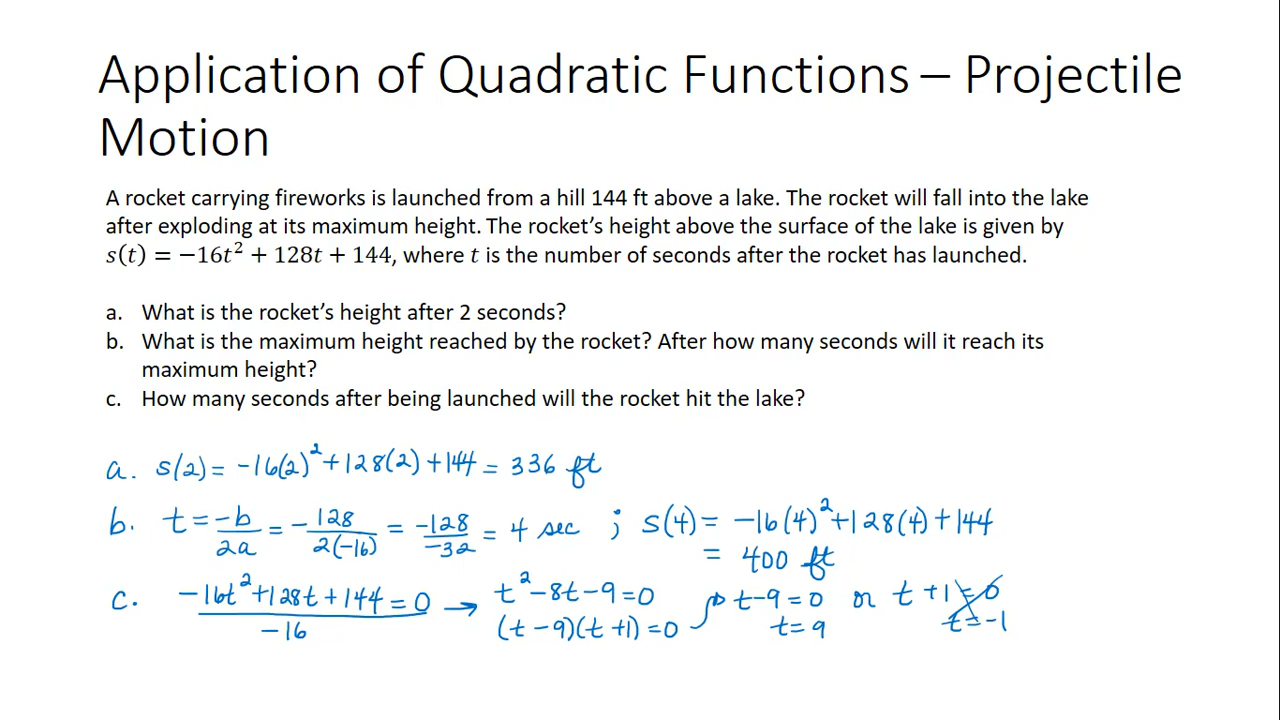 Application of Quadratic Functions – Projectile
Motion
A rocket carrying fireworks is launched from a hill 144 ft above a lake. The rocket will fall into the lake
after exploding at its maximum height. The rocket's height above the surface of the lake is given by
s(t) = −16t² + 128t + 144, where t is the number of seconds after the rocket has launched.
a. What is the rocket's height after 2 seconds?
b. What is the maximum height reached by the rocket? After how many seconds will it reach its
maximum height?
c. How many seconds after being launched will the rocket hit the lake?
a. s(2) = -16(2)² + 128(2) + 144 = 336 ft
b. t = -b/2a = -128/2(-16) = -128/-32 = 4 sec ; s(4) = -16(4)² + 128(4) + 144
= 400 ft
c. -16t² + 128t + 144 = 0 → t² - 8t - 9 = 0 t - 9 = 0 or t + 1 = 0
-16 (t - 9)(t + 1) = 0 t = 9 t = -1